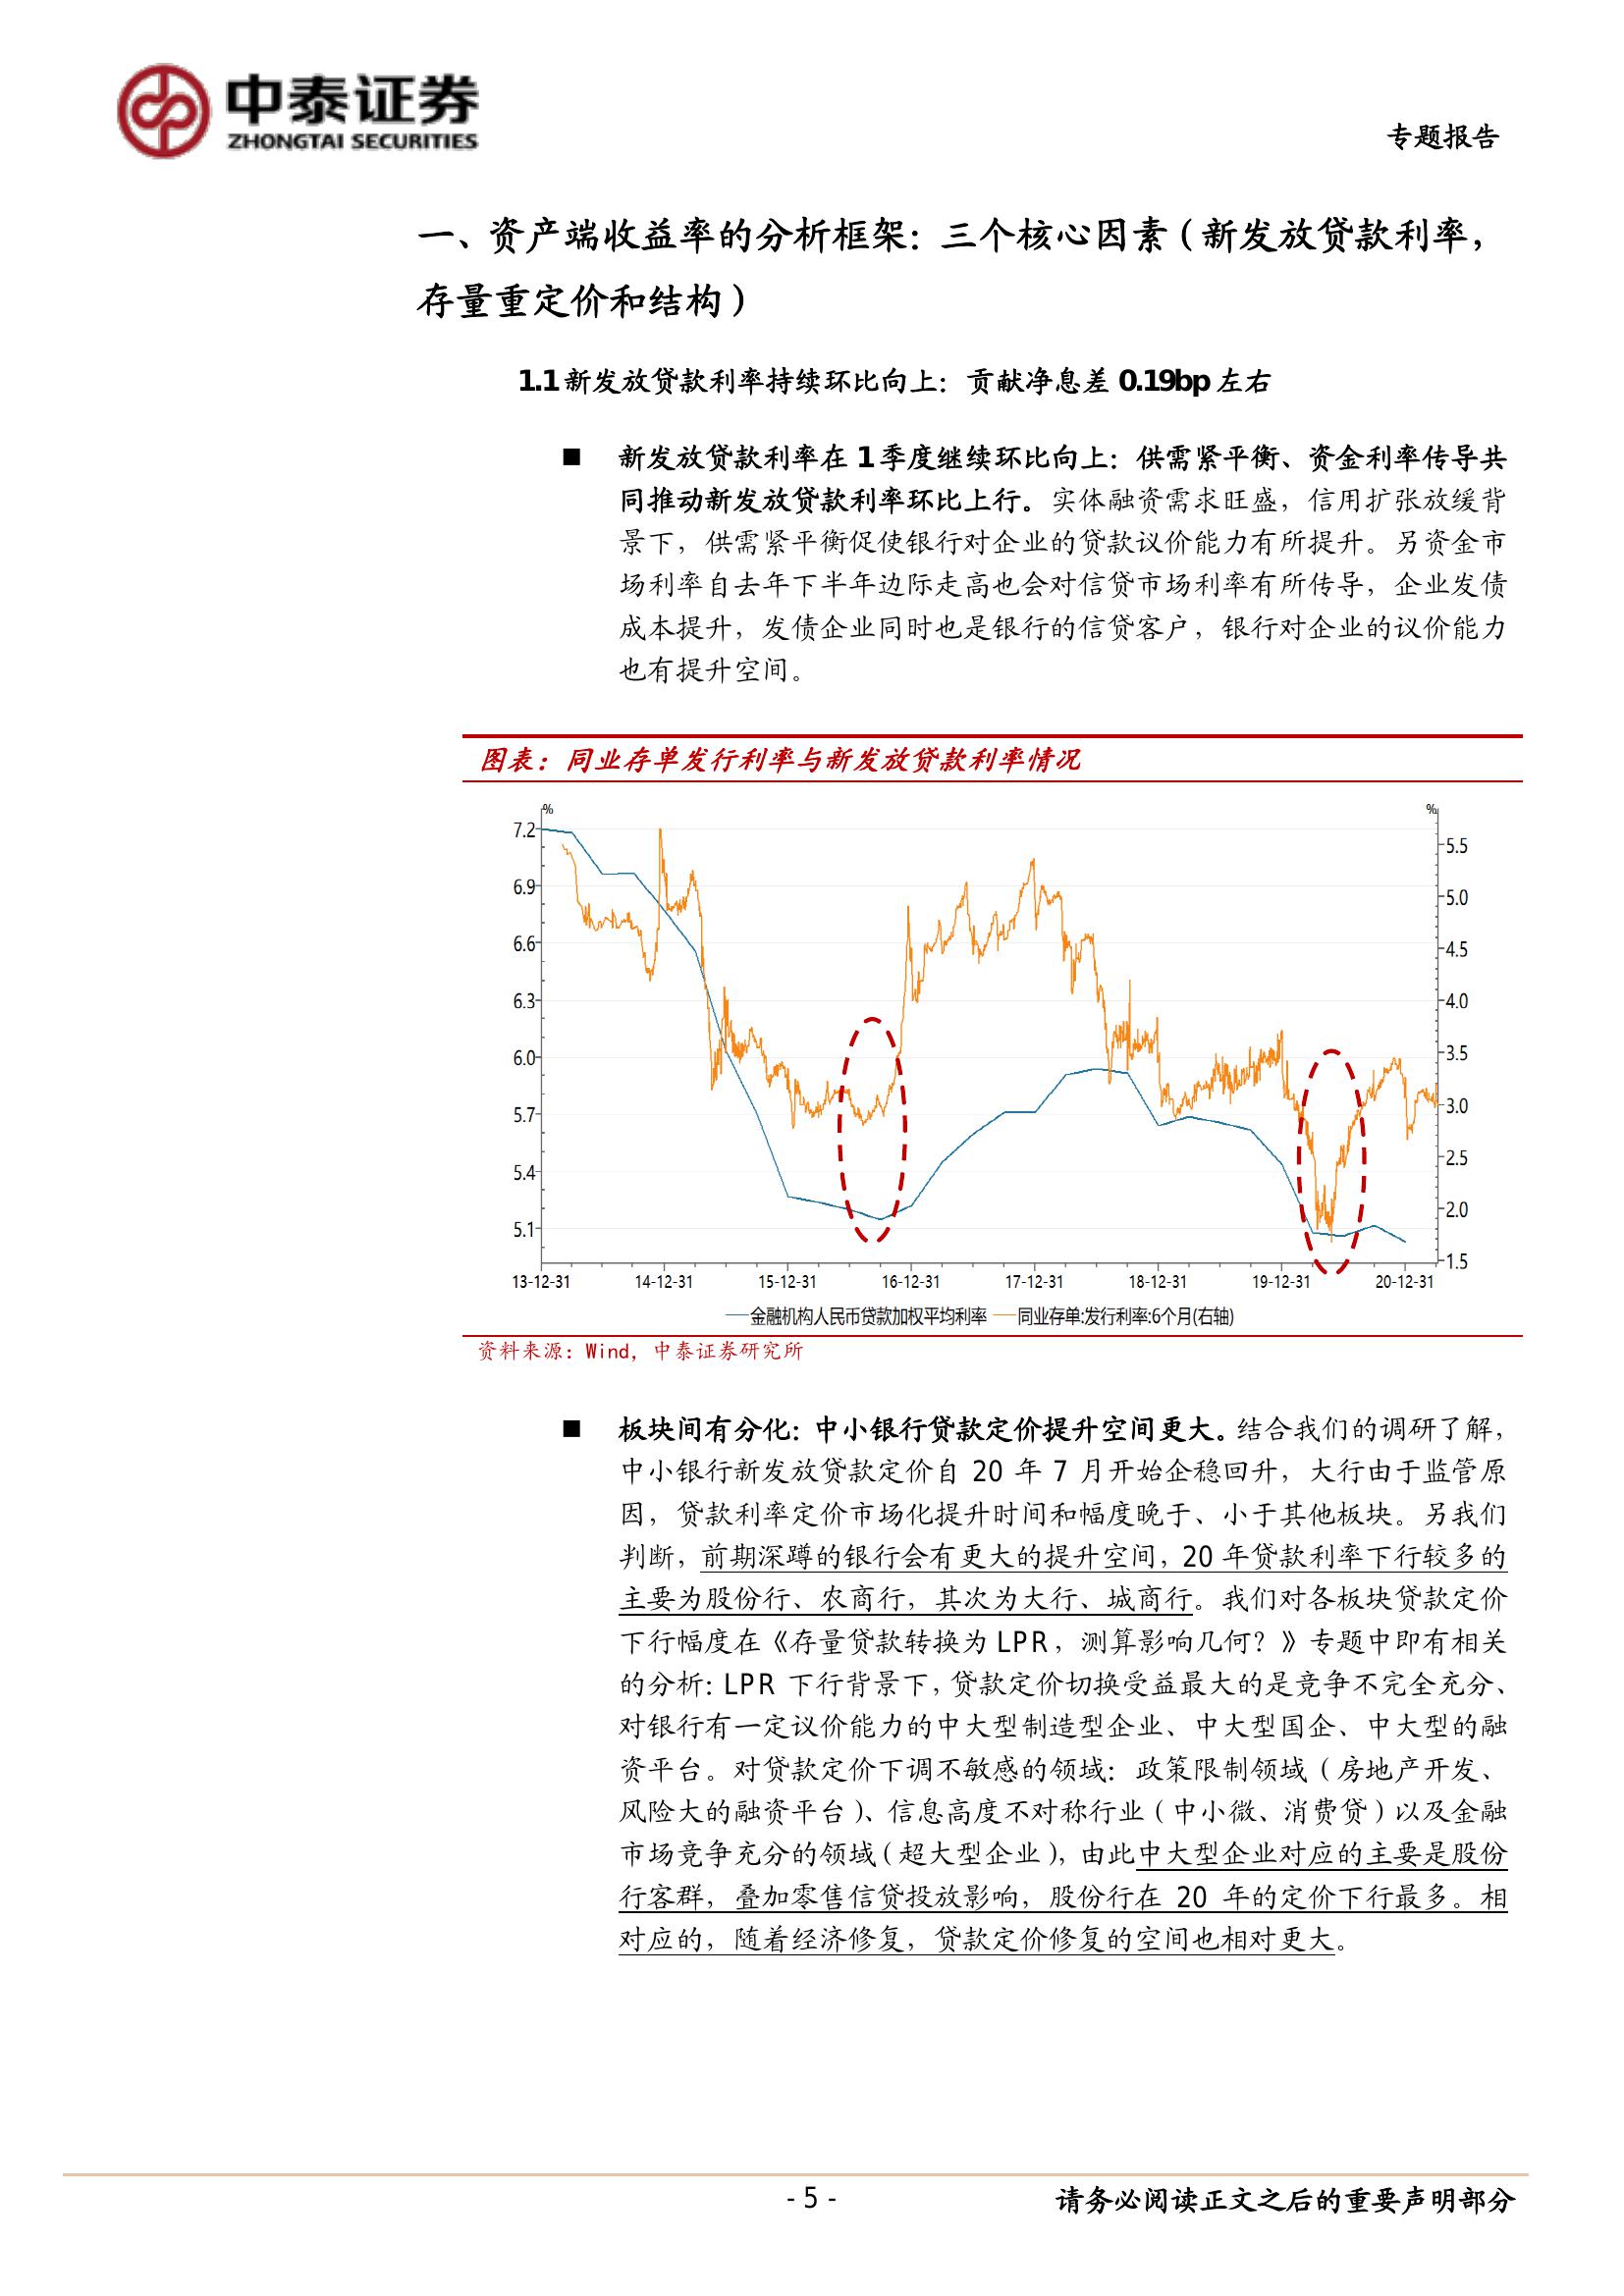 中泰证券
ZHONGTAI SECURITIES
专题报告
一、资产端收益率的分析框架：三个核心因素（新发放贷款利率，
存量重定价和结构）
1.1 新发放贷款利率持续环比向上：贡献净息差 0.19bp 左右
■ 新发放贷款利率在 1 季度继续环比向上：供需紧平衡、资金利率传导共
同推动新发放贷款利率环比上行。实体融资需求旺盛，信用扩张放缓背
景下，供需紧平衡促使银行对企业的贷款议价能力有所提升。另资金市
场利率自去年下半年边际走高也会对信贷市场利率有所传导，企业发债
成本提升，发债企业同时也是银行的信贷客户，银行对企业的议价能力
也有提升空间。
图表：同业存单发行利率与新发放贷款利率情况
% %
7.2
6.9
6.6
6.3
6.0
5.7
5.4
5.1
5.5
5.0
4.5
4.0
3.5
3.0
2.5
2.0
1.5
13-12-31 14-12-31 15-12-31 16-12-31 17-12-31 18-12-31 19-12-31 20-12-31
金融机构人民币贷款加权平均利率 同业存单:发行利率:6个月(右轴)
资料来源：Wind，中泰证券研究所
■ 板块间有分化：中小银行贷款定价提升空间更大。结合我们的调研了解，
中小银行新发放贷款定价自 20 年 7 月开始企稳回升，大行由于监管原
因，贷款利率定价市场化提升时间和幅度晚于、小于其他板块。另我们
判断，前期深蹲的银行会有更大的提升空间，20 年贷款利率下行较多的
主要为股份行、农商行，其次为大行、城商行。我们对各板块贷款定价
下行幅度在《存量贷款转换为 LPR，测算影响几何？》专题中即有相关
的分析：LPR 下行背景下，贷款定价切换受益最大的是竞争不完全充分、
对银行有一定议价能力的中大型制造型企业、中大型国企、中大型的融
资平台。对贷款定价下调不敏感的领域：政策限制领域（房地产开发、
风险大的融资平台）、信息高度不对称行业（中小微、消费贷）以及金融
市场竞争充分的领域（超大型企业），由此中大型企业对应的主要是股份
行客群，叠加零售信贷投放影响，股份行在 20 年的定价下行最多。相
对应的，随着经济修复，贷款定价修复的空间也相对更大。
- 5 -
请务必阅读正文之后的重要声明部分